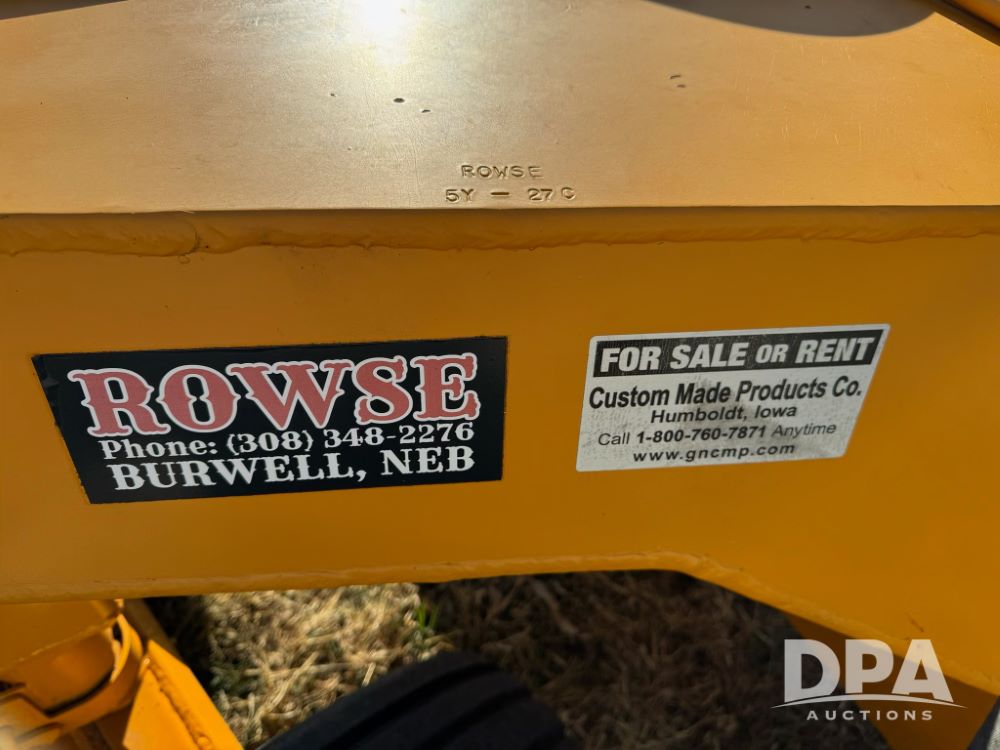 ROWSE
5Y - 27C
ROWSE
Phone: (308) 348-2276
BURWELL, NEB
FOR SALE OR RENT
Custom Made Products Co.
Humboldt, Iowa
Call 1-800-760-7871 Anytime
www.gncmp.com
DPA
AUCTIONS